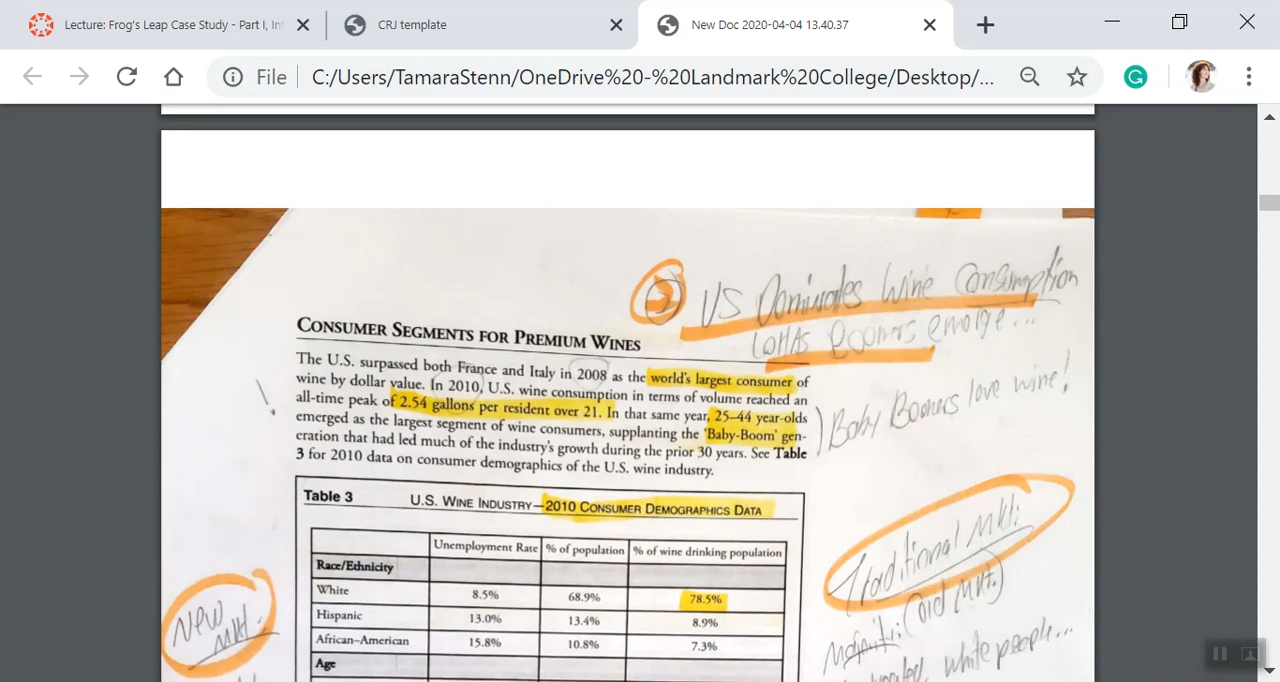 Lecture: Frog's Leap Case Study - Part I, Int
CRJ template
New Doc 2020-04-04 13.40.37
File
C:/Users/TamaraStenn/OneDrive%20-%20Landmark%20College/Desktop/...
2 US Dominates Wine Consumption
LOHAS Boomers emerge...
CONSUMER SEGMENTS FOR PREMIUM WINES
The U.S. surpassed both France and Italy in 2008 as the world's largest consumer of
wine by dollar value. In 2010, U.S. wine consumption in terms of volume reached an
all-time peak of 2.54 gallons per resident over 21. In that same year, 25–44 year-olds
emerged as the largest segment of wine consumers, supplanting the 'Baby-Boom' gen-
eration that had led much of the industry's growth during the prior 30 years. See Table
3 for 2010 data on consumer demographics of the U.S. wine industry.
Baby Boomers love wine!
Table 3 U.S. WINE INDUSTRY—2010 CONSUMER DEMOGRAPHICS DATA
Unemployment Rate % of population % of wine drinking population
Race/Ethnicity
White 8.5% 68.9% 78.5%
Hispanic 13.0% 13.4% 8.9%
African-American 15.8% 10.8% 7.3%
Age
New
Mkt.
Traditional Mkt.
(old Mkt.)
white people...